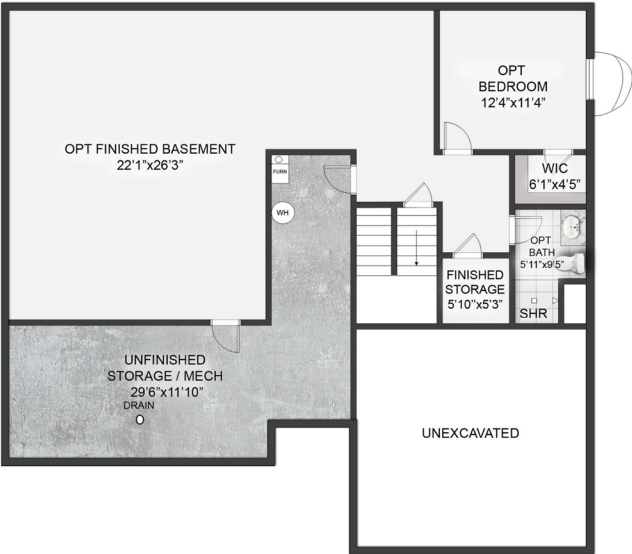 OPT
BEDROOM
12'4"x11'4"
OPT FINISHED BASEMENT
22'1"x26'3"
FURN
WIC
6'1"x4'5"
WH
OPT
BATH
5'11"x9'5"
FINISHED
STORAGE
5'10"x5'3"
SHR
UNFINISHED
STORAGE / MECH
29'6"x11'10"
DRAIN
UNEXCAVATED